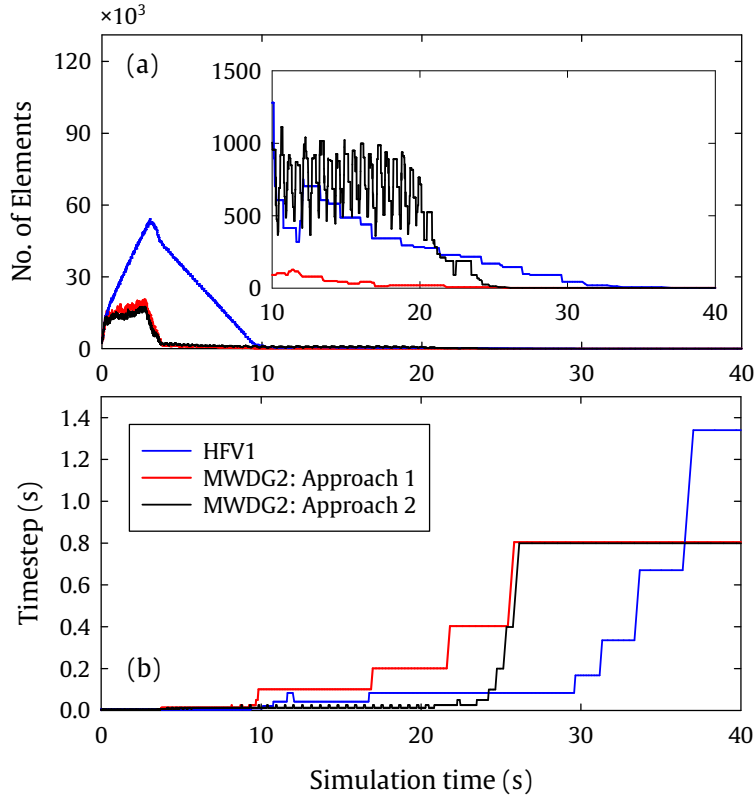 ×10³
(a)
No. of Elements
120
90
60
30
0
0 10 20 30 40
1500
1000
500
0
10 20 30 40
(b)
Timestep (s)
1.4
1.2
1.0
0.8
0.6
0.4
0.2
0.0
HFV1
MWDG2: Approach 1
MWDG2: Approach 2
0 10 20 30 40
Simulation time (s)